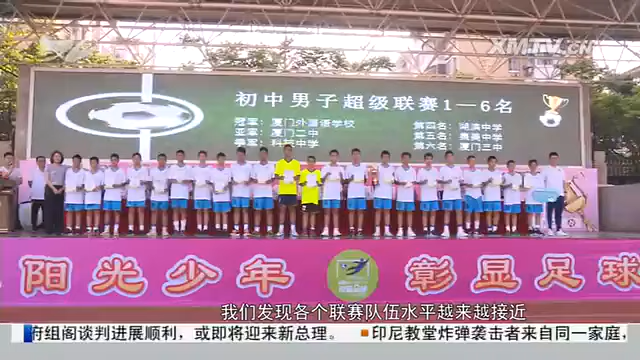 XMTV.CN
初中男子超级联赛1—6名
冠军：厦门外国语学校
亚军：厦门二中
季军：科技中学
第四名：湖滨中学
第五名：集美中学
第六名：厦门三中
阳光少年
彰显足球
我们发现各个联赛队伍水平越来越接近
府组阁谈判进展顺利，或即将迎来新总理。
印尼教堂炸弹袭击者来自同一家庭，